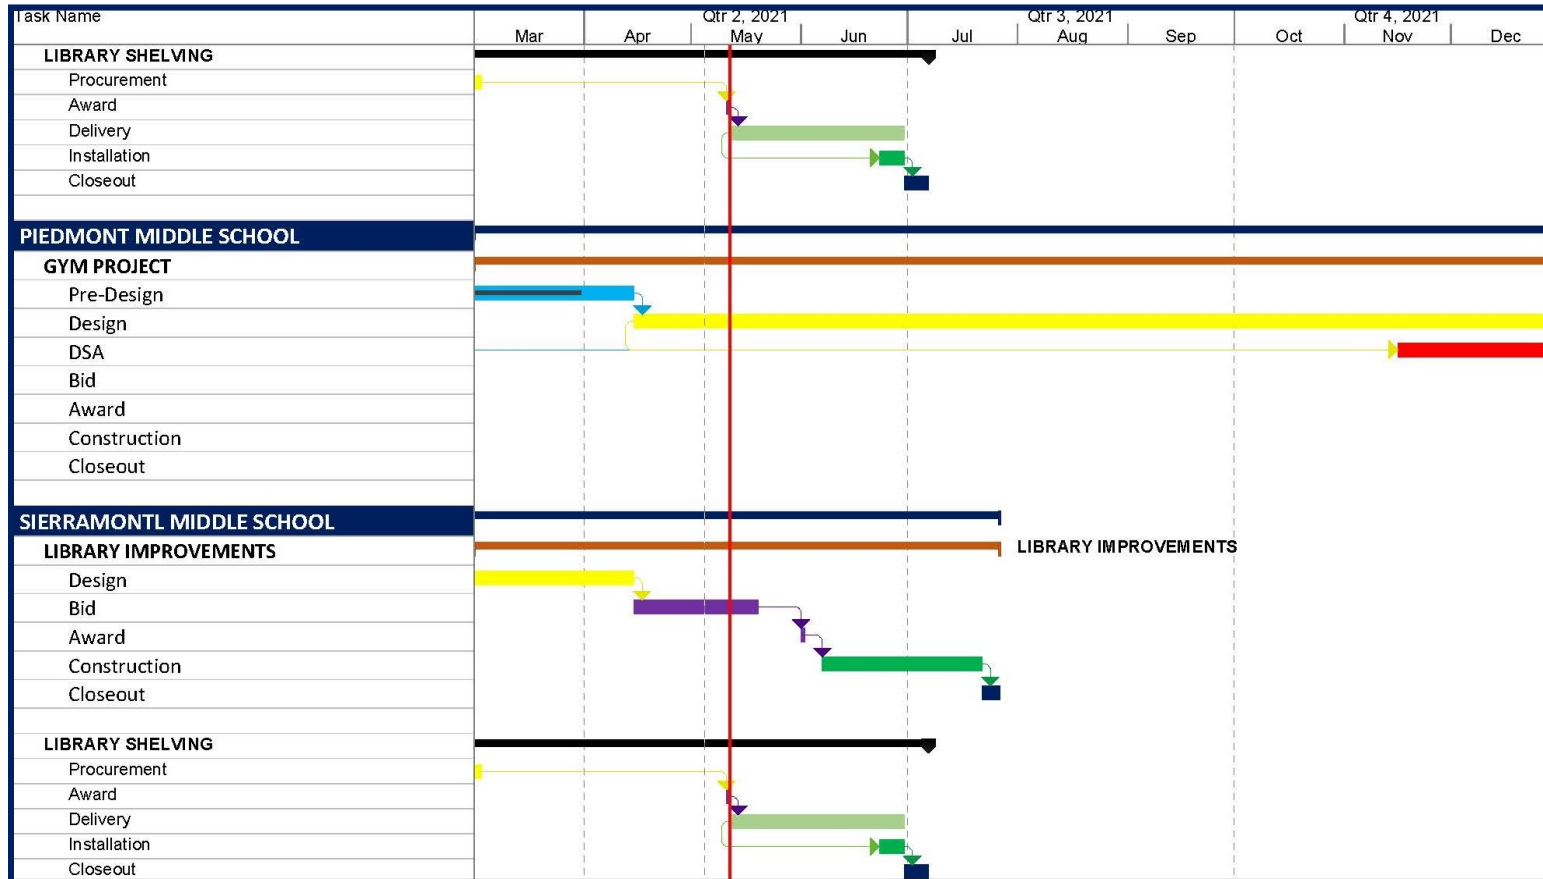 Task Name
Qtr 2, 2021 Qtr 3, 2021 Qtr 4, 2021
Mar Apr May Jun Jul Aug Sep Oct Nov Dec
LIBRARY SHELVING
Procurement
Award
Delivery
Installation
Closeout
PIEDMONT MIDDLE SCHOOL
GYM PROJECT
Pre-Design
Design
DSA
Bid
Award
Construction
Closeout
SIERRAMONTL MIDDLE SCHOOL
LIBRARY IMPROVEMENTS LIBRARY IMPROVEMENTS
Design
Bid
Award
Construction
Closeout
LIBRARY SHELVING
Procurement
Award
Delivery
Installation
Closeout